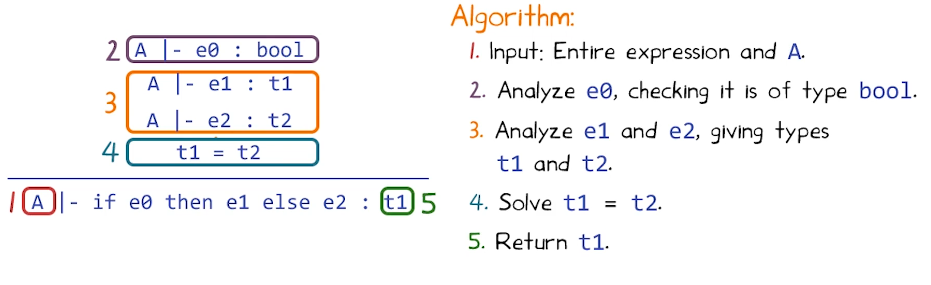 2 A |- e0 : bool
3 A |- e1 : t1
A |- e2 : t2
4 t1 = t2
1 A |- if e0 then e1 else e2 : t1 5
Algorithm:
1. Input: Entire expression and A.
2. Analyze e0, checking it is of type bool.
3. Analyze e1 and e2, giving types
t1 and t2.
4. Solve t1 = t2.
5. Return t1.